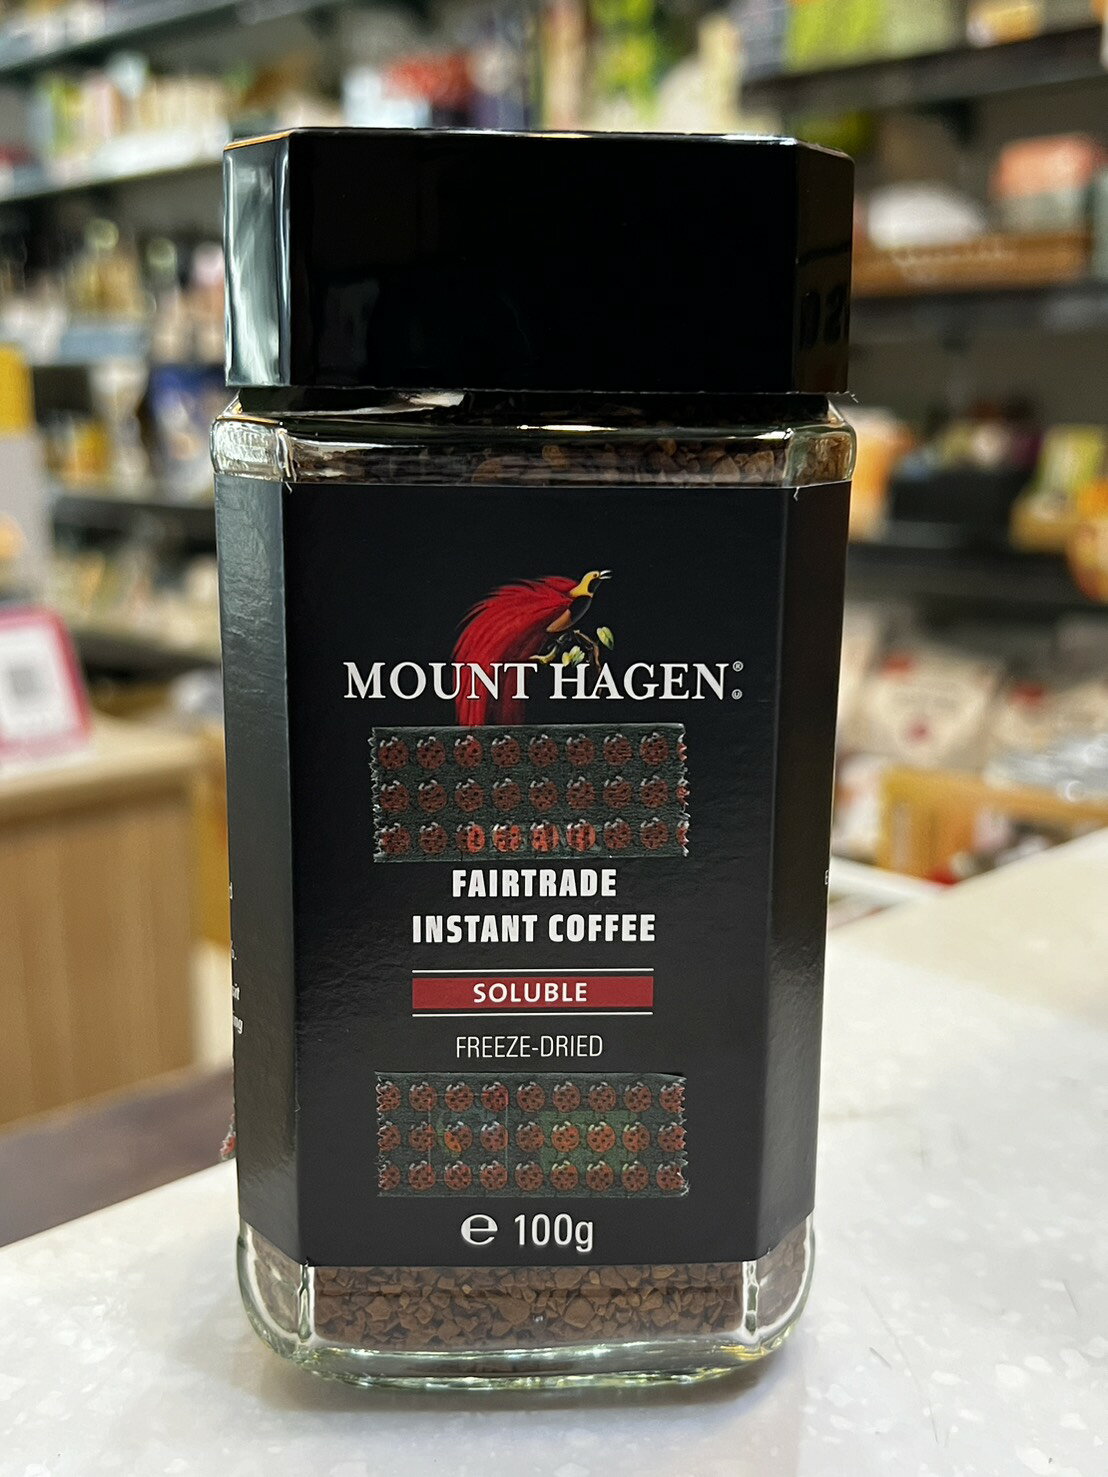 MOUNT HAGEN®
FAIRTRADE
INSTANT COFFEE
SOLUBLE
FREEZE-DRIED
℮ 100g